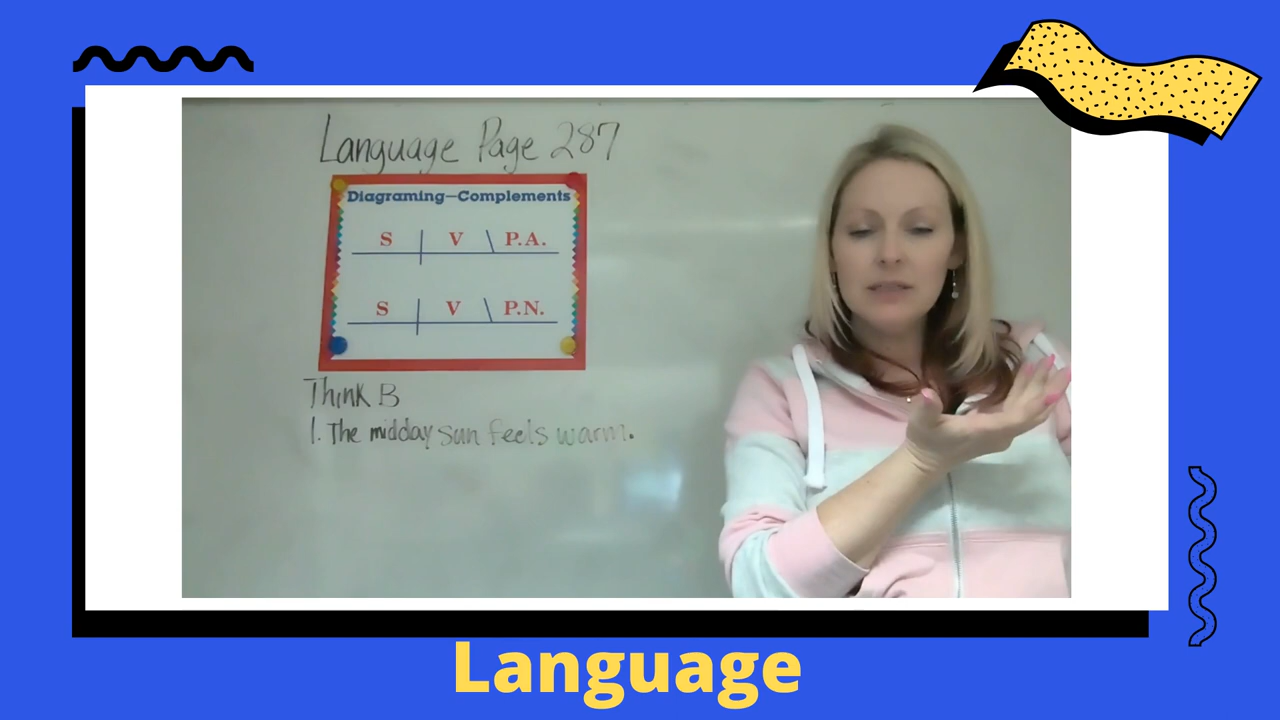 Language Page 287
Diagraming—Complements
S V P.A.
S V P.N.
Think B
1. The midday sun feels warm.
Language